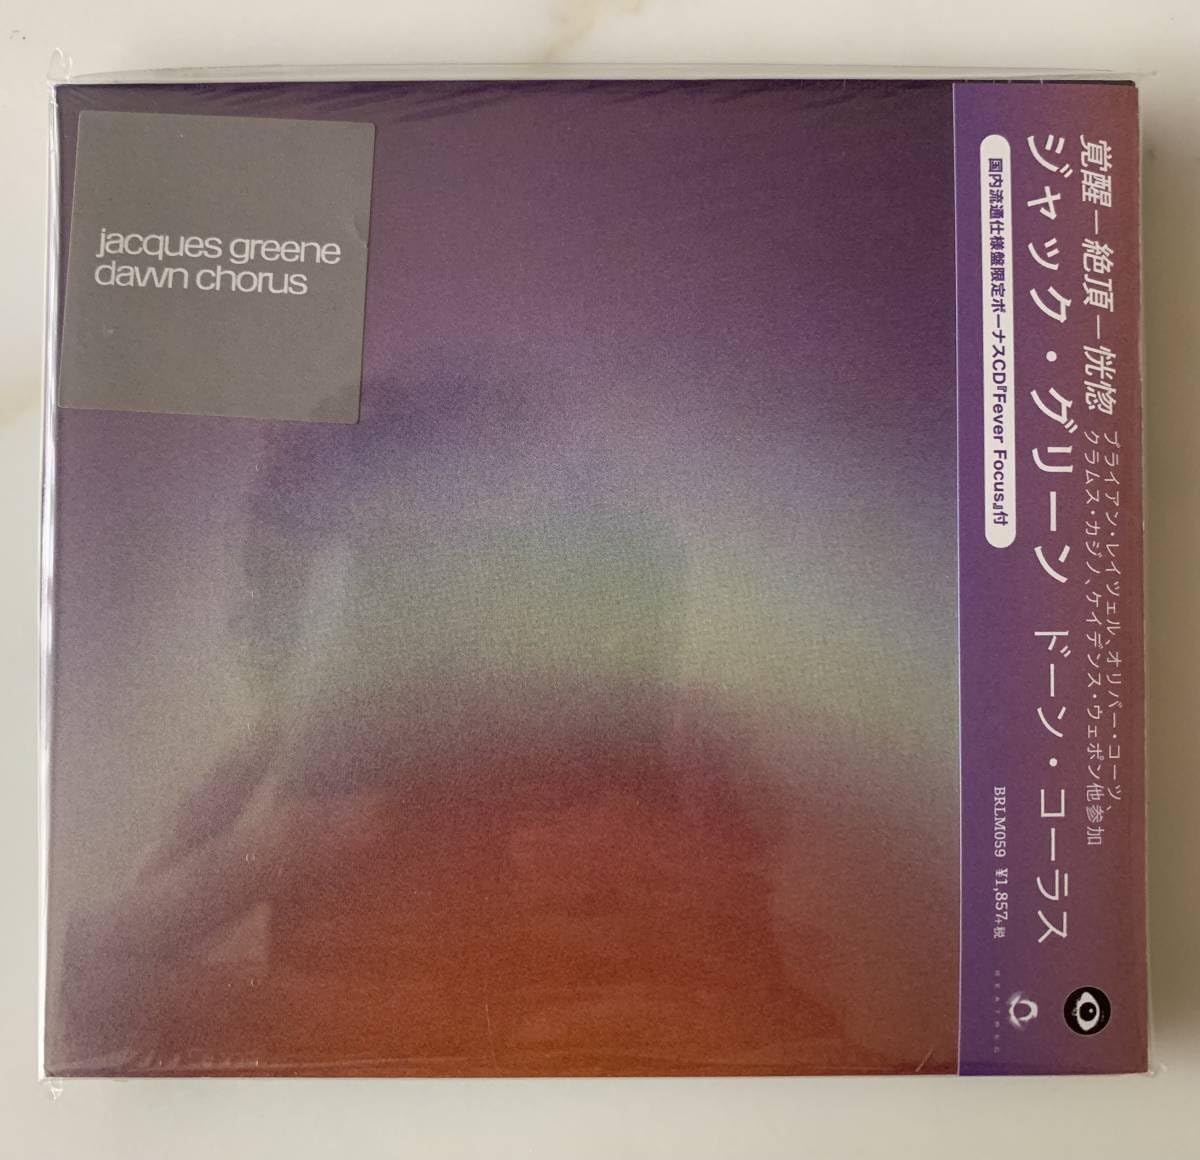 jacques greene
dawn chorus
覚醒—絶頂—恍惚
ブライアン・レイツェル、オリバー・コーツ、
クラムス・カジノ、ケイデンス・ウェポン他参加
ジャック・グリーン ドーン・コーラス
国内流通仕様盤限定ボーナスCD『Fever Focus』付
BRLM059 ¥1,857+税